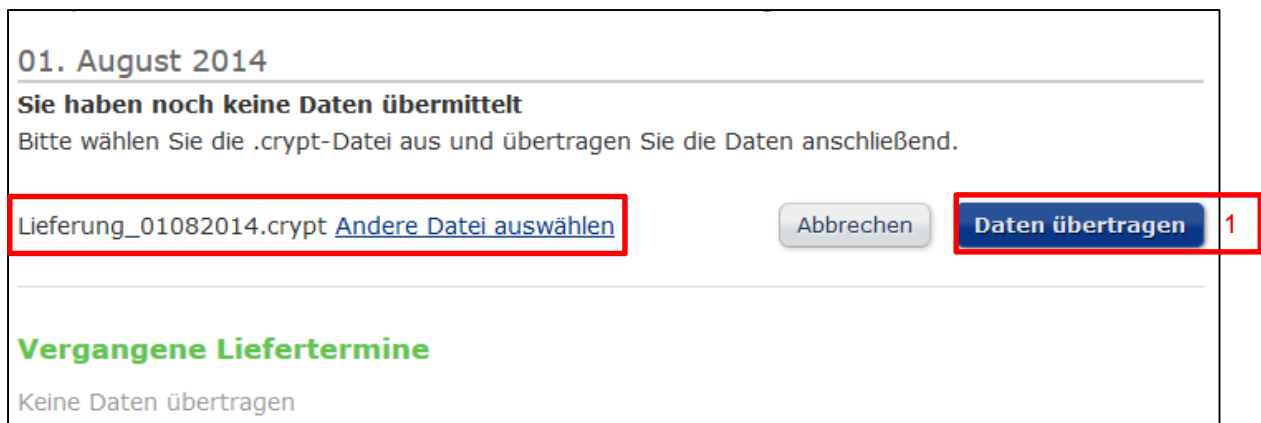 01. August 2014
Sie haben noch keine Daten übermittelt
Bitte wählen Sie die .crypt-Datei aus und übertragen Sie die Daten anschließend.
Lieferung_01082014.crypt Andere Datei auswählen Abbrechen Daten übertragen 1
Vergangene Liefertermine
Keine Daten übertragen